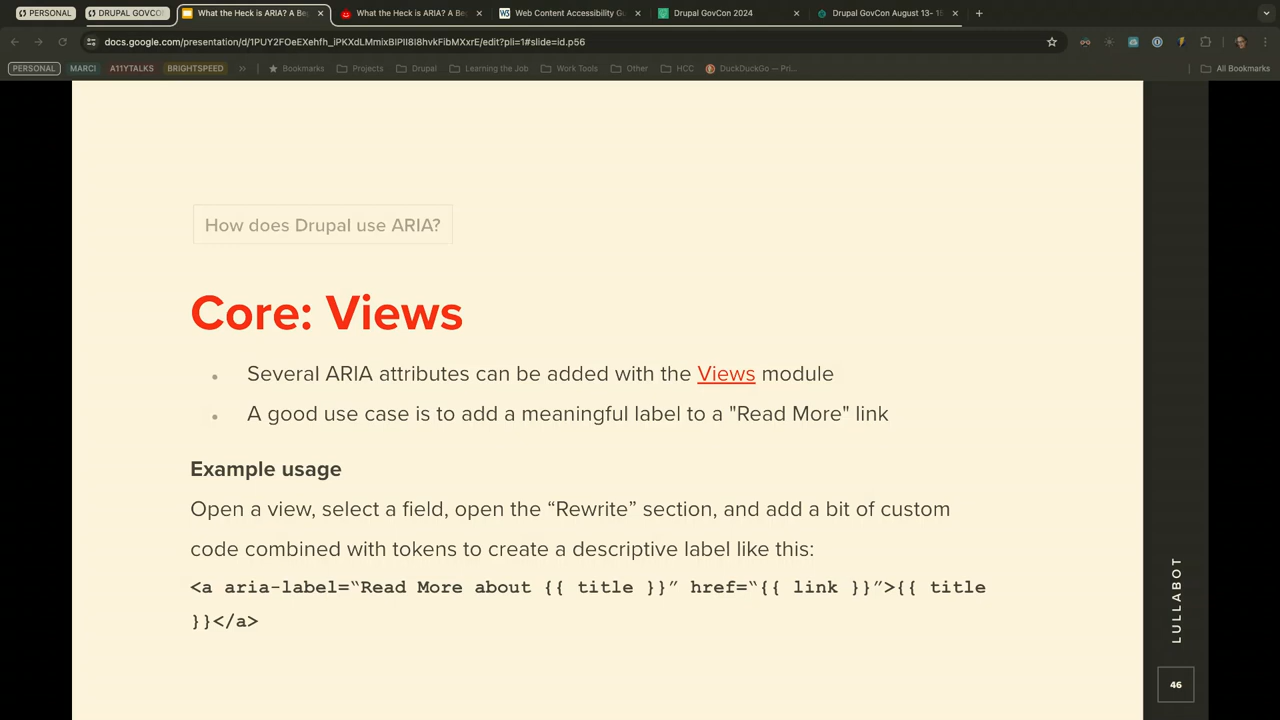 PERSONAL
DRUPAL GOVCO
What the Heck is ARIA? A Be
What the Heck is ARIA? A Be
Web Content Accessibility Gu
Drupal GovCon 2024
Drupal GovCon August 13- 1
docs.google.com/presentation/d/1PUY2FOeEXehfh_iPKXdLMmixBIPII8I8hvkFibMXxrE/edit?pli=1#slide=id.p56
PERSONAL MARCI A11YTALKS BRIGHTSPEED » Bookmarks Projects Drupal Learning the Job Work Tools Other HCC DuckDuckGo — Pri... All Bookmarks
How does Drupal use ARIA?
Core: Views
• Several ARIA attributes can be added with the Views module
• A good use case is to add a meaningful label to a "Read More" link
Example usage
Open a view, select a field, open the “Rewrite” section, and add a bit of custom
code combined with tokens to create a descriptive label like this:
<a aria-label=“Read More about {{ title }}” href=“{{ link }}”>{{ title
}}</a>
LULLABOT
46